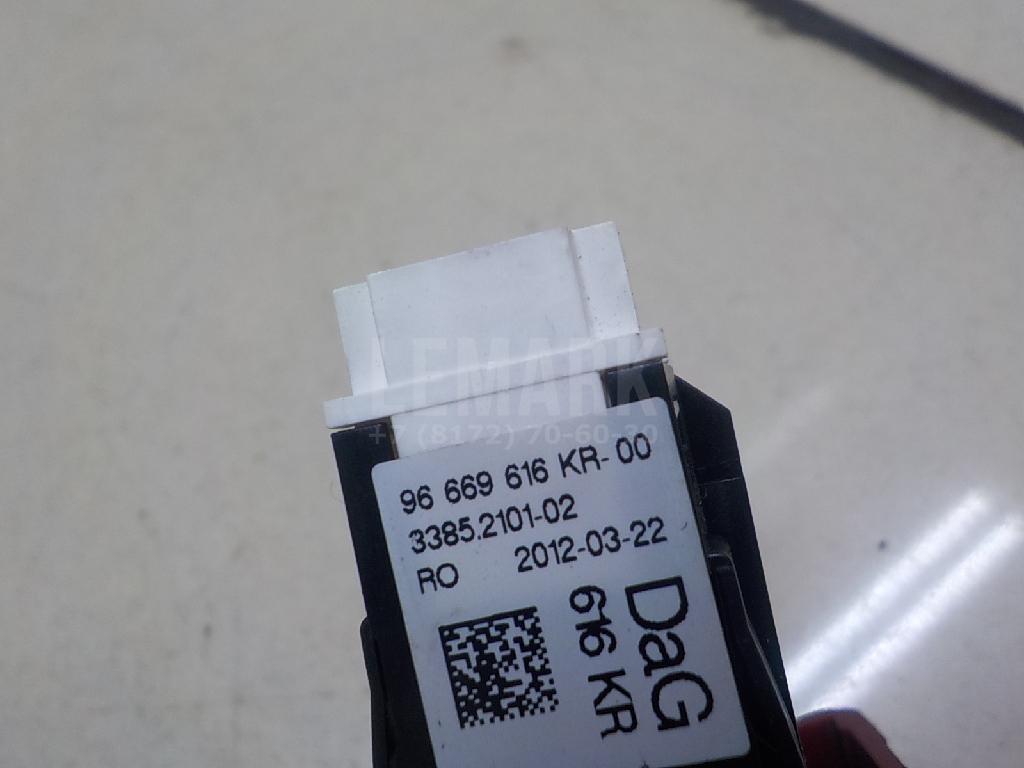 LEMARK
+7 (8172) 70-60-30
96 669 616 KR-00
3385.2101-02
RO 2012-03-22
DaG
616 KR